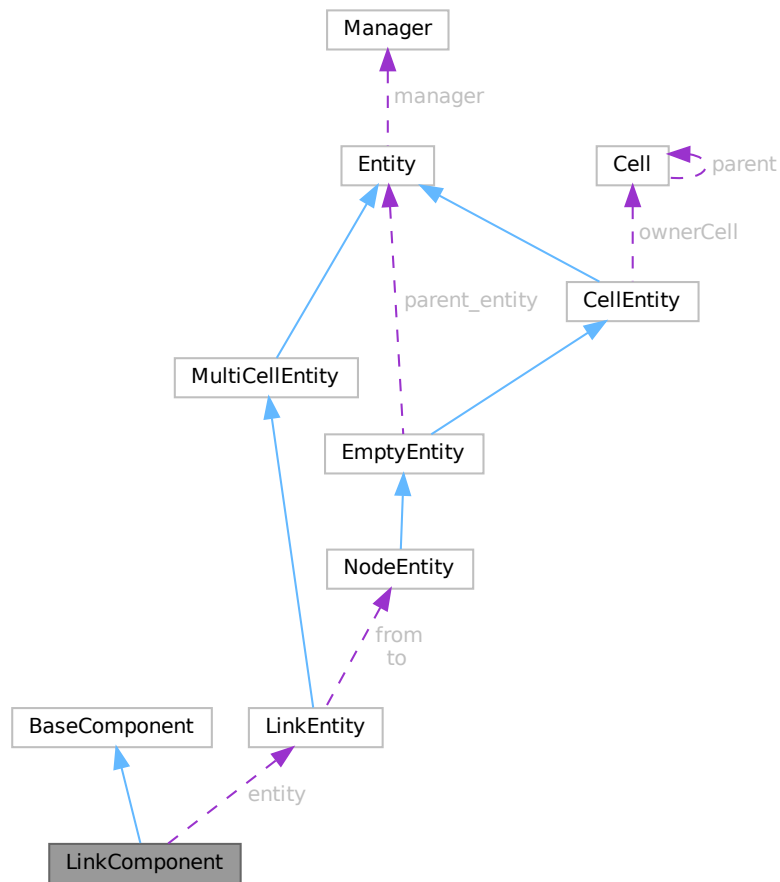 Manager
manager
Entity
Cell
parent
ownerCell
parent_entity
CellEntity
MultiCellEntity
EmptyEntity
NodeEntity
from
to
BaseComponent
LinkEntity
entity
LinkComponent